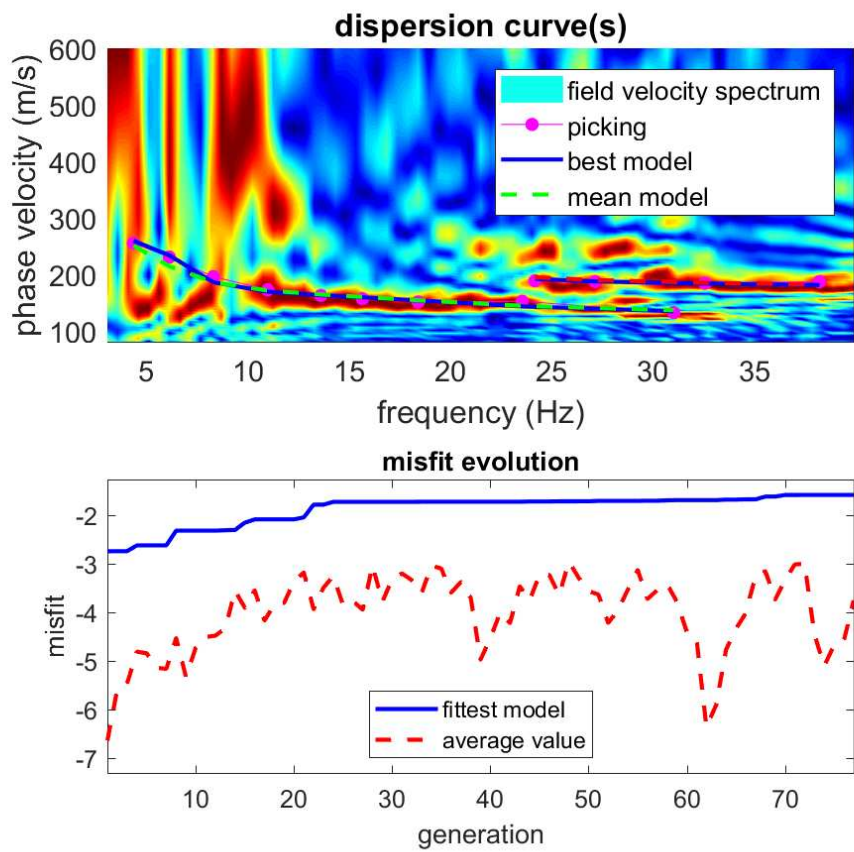 dispersion curve(s)
600
500
400
300
200
100
phase velocity (m/s)
field velocity spectrum
picking
best model
mean model
5 10 15 20 25 30 35
frequency (Hz)
misfit evolution
-2
-3
-4
-5
-6
-7
misfit
fittest model
average value
10 20 30 40 50 60 70
generation